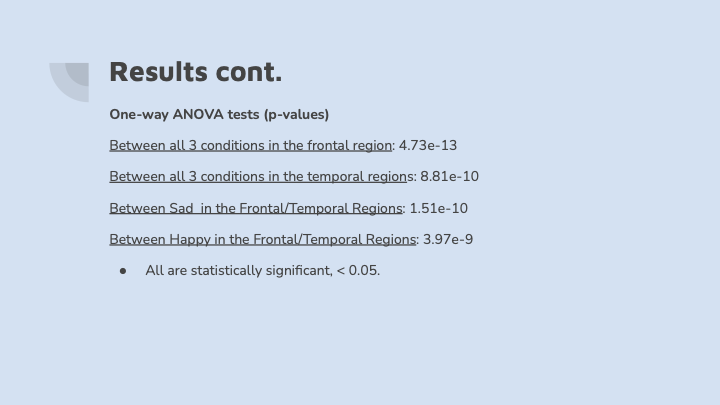 Results cont.
One-way ANOVA tests (p-values)
Between all 3 conditions in the frontal region: 4.73e-13
Between all 3 conditions in the temporal regions: 8.81e-10
Between Sad  in the Frontal/Temporal Regions: 1.51e-10
Between Happy in the Frontal/Temporal Regions: 3.97e-9
● All are statistically significant, < 0.05.